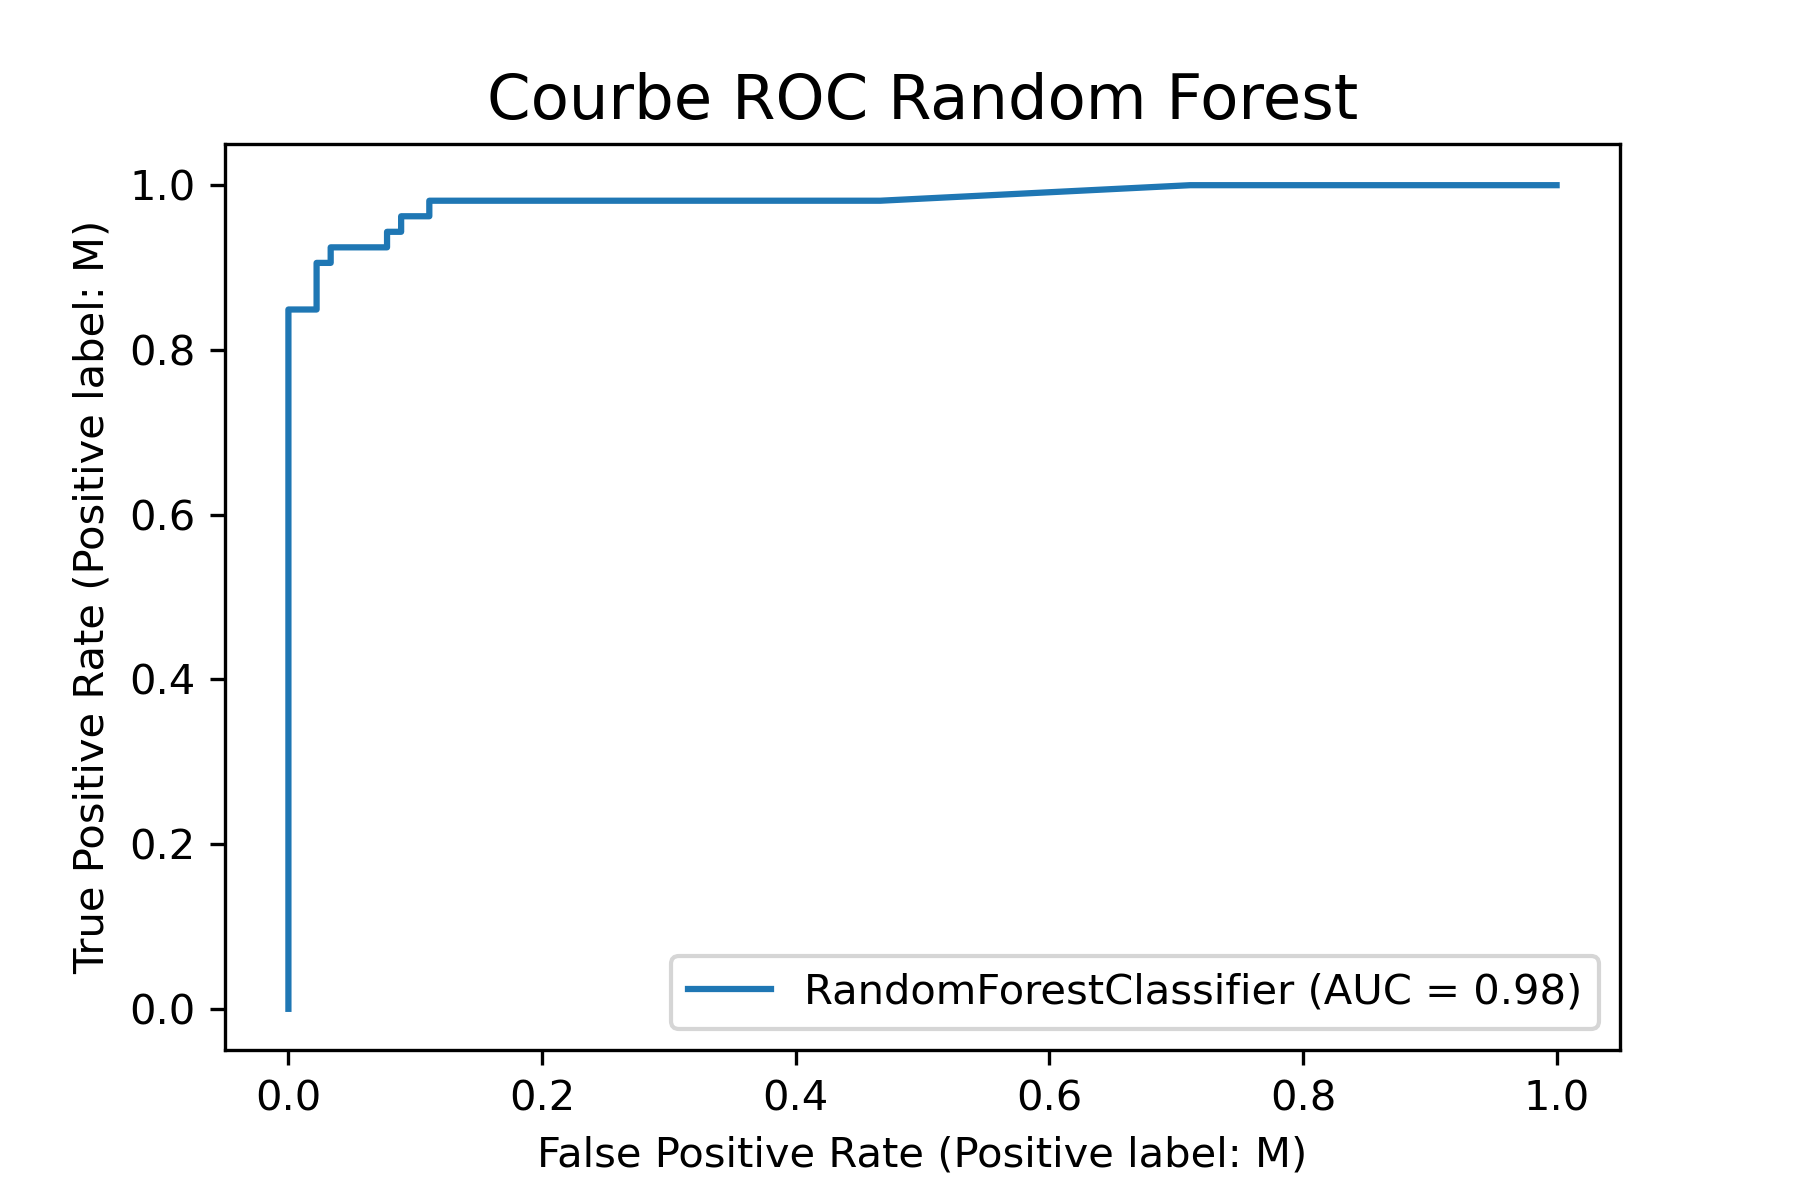 Courbe ROC Random Forest
True Positive Rate (Positive label: M)
1.0
0.8
0.6
0.4
0.2
0.0
RandomForestClassifier (AUC = 0.98)
0.0 0.2 0.4 0.6 0.8 1.0
False Positive Rate (Positive label: M)